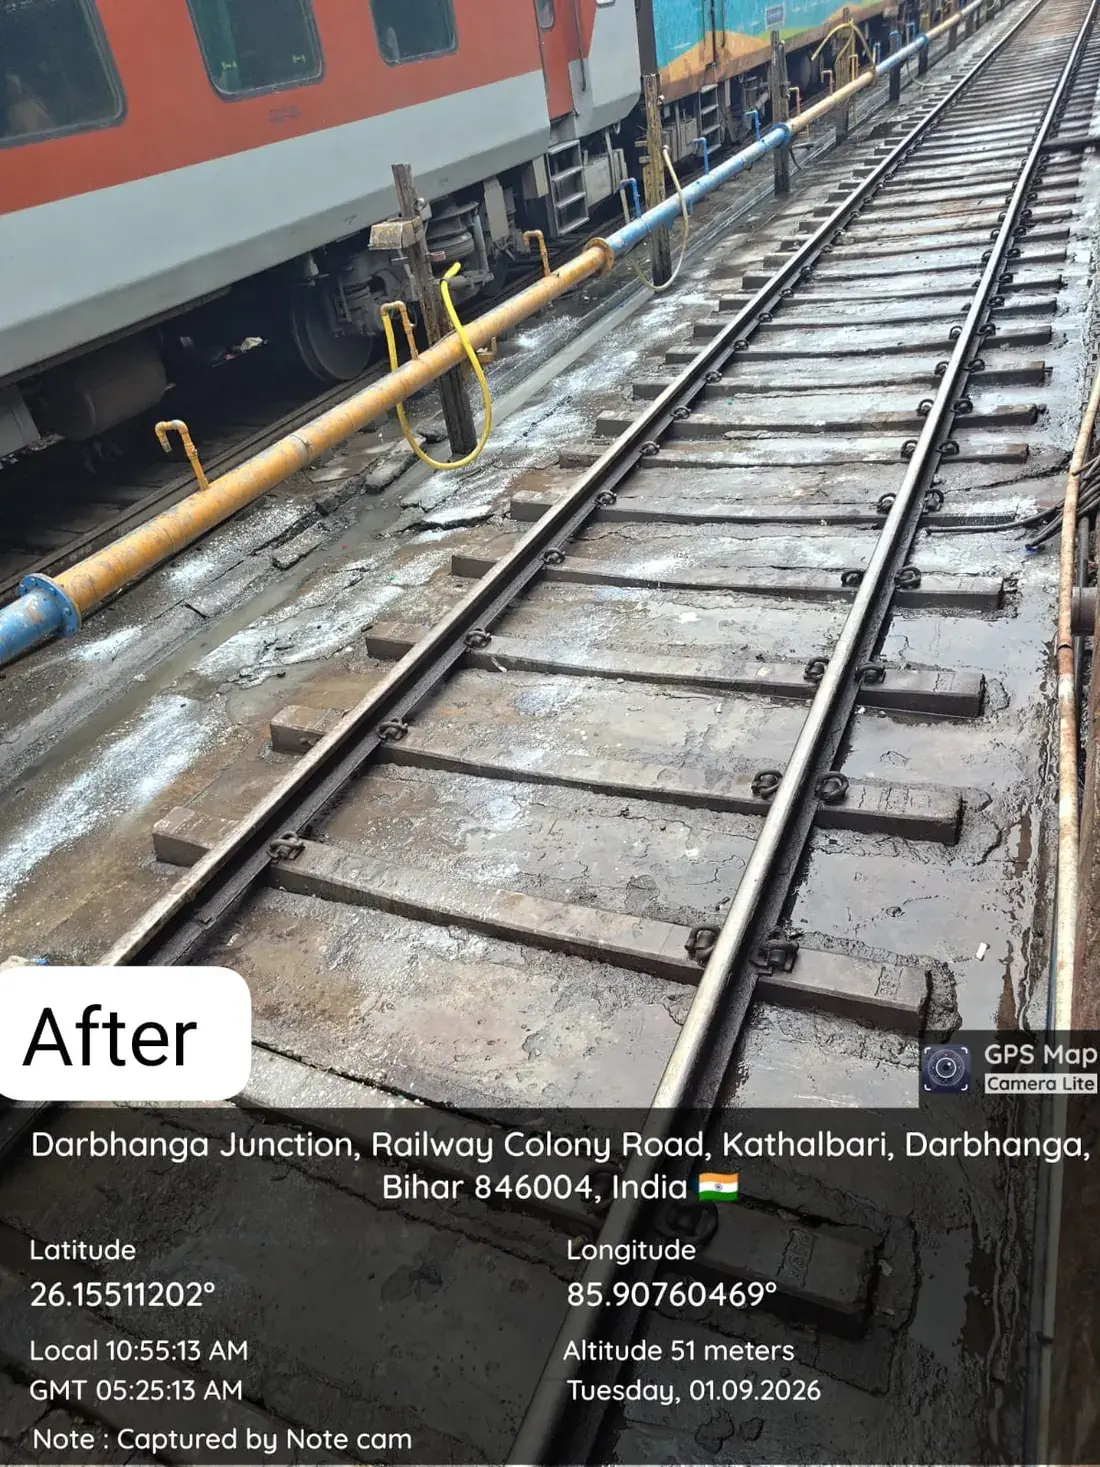 After
GPS Map
Camera Lite
Darbhanga Junction, Railway Colony Road, Kathalbari, Darbhanga,
Bihar 846004, India 🇮🇳
Latitude
26.15511202°
Longitude
85.90760469°
Local 10:55:13 AM
GMT 05:25:13 AM
Altitude 51 meters
Tuesday, 01.09.2026
Note : Captured by Note cam